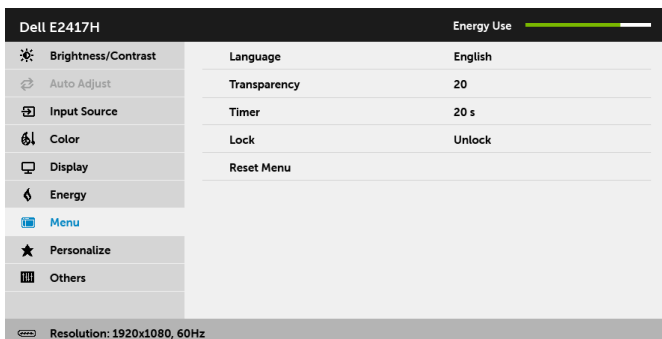 Dell E2417H Energy Use
Brightness/Contrast Language English
Auto Adjust Transparency 20
Input Source Timer 20 s
Color Lock Unlock
Display Reset Menu
Energy
Menu
Personalize
Others
Resolution: 1920x1080, 60Hz